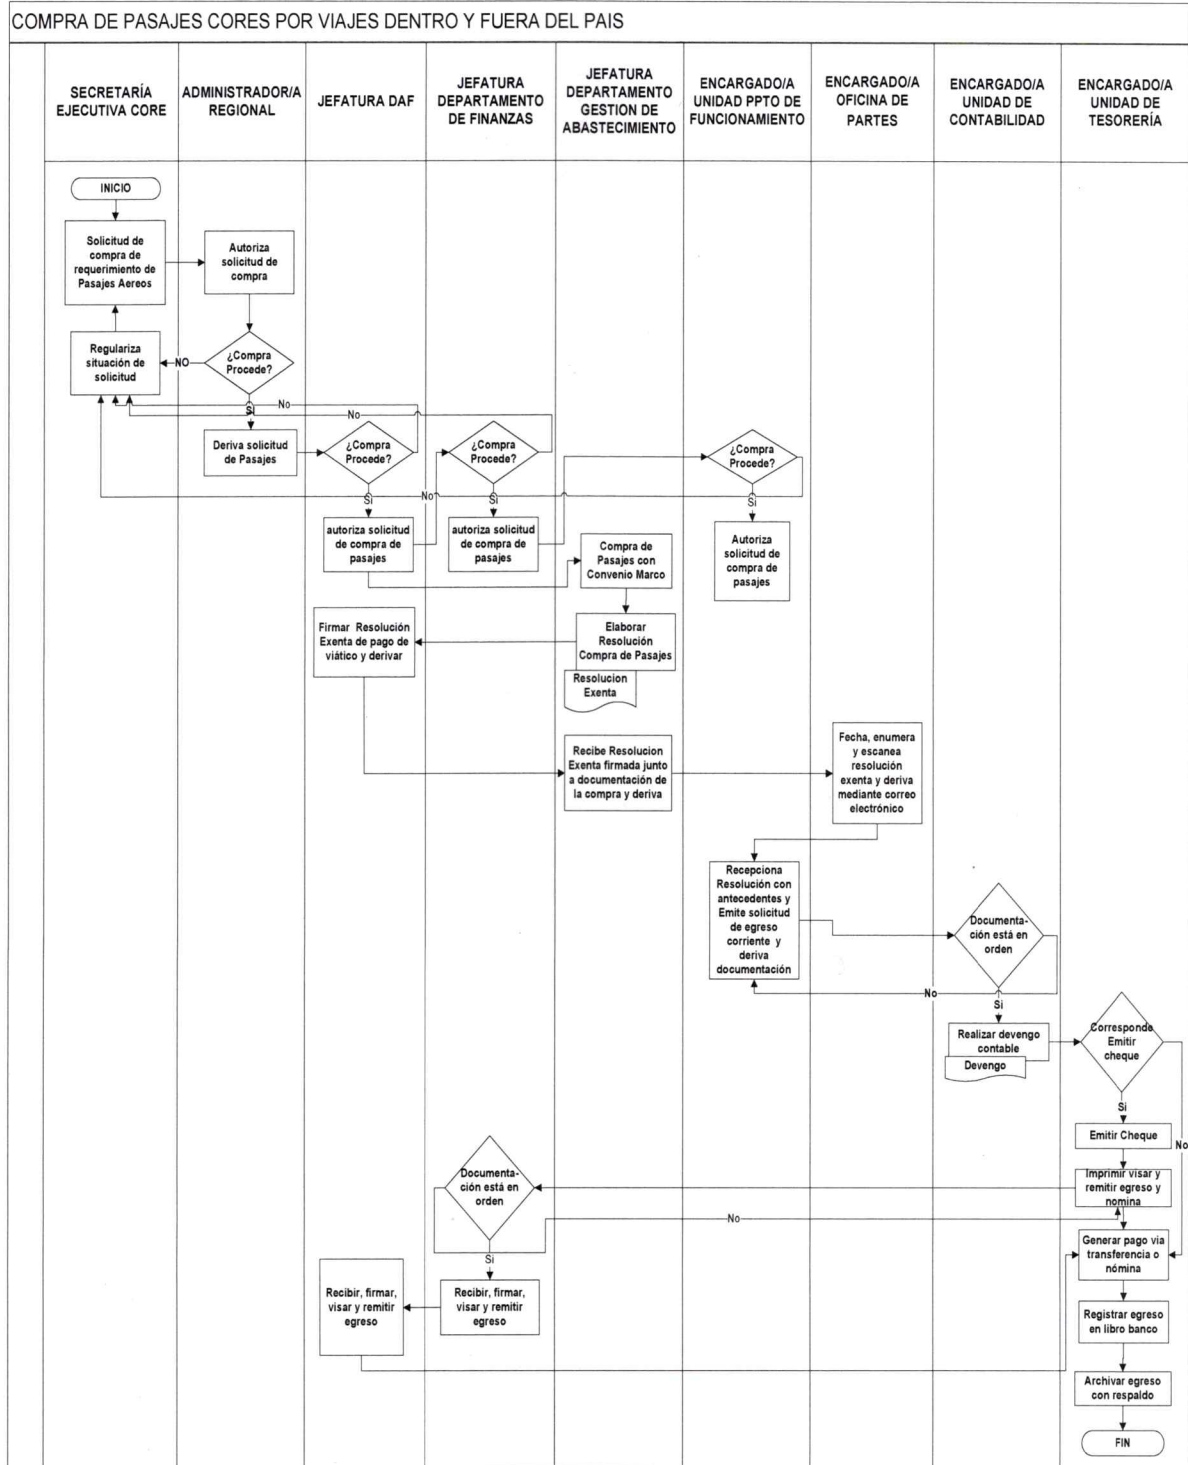 COMPRA DE PASAJES CORES POR VIAJES DENTRO Y FUERA DEL PAIS
SECRETARÍA
EJECUTIVA CORE
ADMINISTRADOR/A
REGIONAL
JEFATURA DAF
JEFATURA
DEPARTAMENTO
DE FINANZAS
JEFATURA
DEPARTAMENTO
GESTION DE
ABASTECIMIENTO
ENCARGADO/A
UNIDAD PPTO DE
FUNCIONAMIENTO
ENCARGADO/A
OFICINA DE
PARTES
ENCARGADO/A
UNIDAD DE
CONTABILIDAD
ENCARGADO/A
UNIDAD DE
TESORERÍA
INICIO
Solicitud de
compra de
requerimiento de
Pasajes Aereos
Autoriza
solicitud de
compra
Regulariza
situación de
solicitud
NO
¿Compra
Procede?
Si
No
No
Deriva solicitud
de Pasajes
¿Compra
Procede?
¿Compra
Procede?
¿Compra
Procede?
Si
No
Si
Si
autoriza solicitud
de compra de
pasajes
autoriza solicitud
de compra de
pasajes
Compra de
Pasajes con
Convenio Marco
Autoriza
solicitud de
compra de
pasajes
Firmar Resolución
Exenta de pago de
viático y derivar
Elaborar
Resolución
Compra de Pasajes
Resolucion
Exenta
Recibe Resolucion
Exenta firmada junto
a documentación de
la compra y deriva
Fecha, enumera
y escanea
resolución
exenta y deriva
mediante correo
electrónico
Recepciona
Resolución con
antecedentes y
Emite solicitud
de egreso
corriente y
deriva
documentación
Documenta-
ción está en
orden
No
Si
Realizar devengo
contable
Devengo
Corresponde
Emitir
cheque
Si
No
Emitir Cheque
Imprimir visar y
remitir egreso y
nomina
Documenta-
ción está en
orden
No
Si
Generar pago via
transferencia o
nómina
Recibir, firmar,
visar y remitir
egreso
Recibir, firmar,
visar y remitir
egreso
Registrar egreso
en libro banco
Archivar egreso
con respaldo
FIN